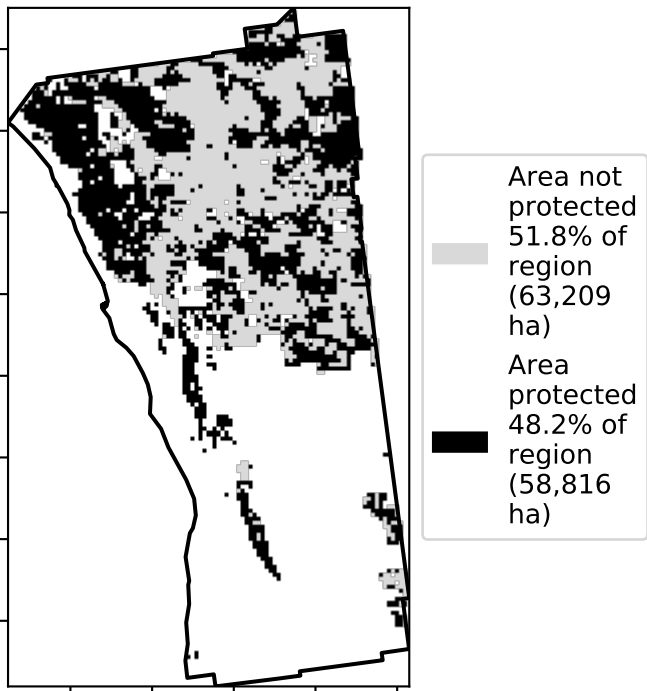 Area not
protected
51.8% of
region
(63,209
ha)
Area
protected
48.2% of
region
(58,816
ha)